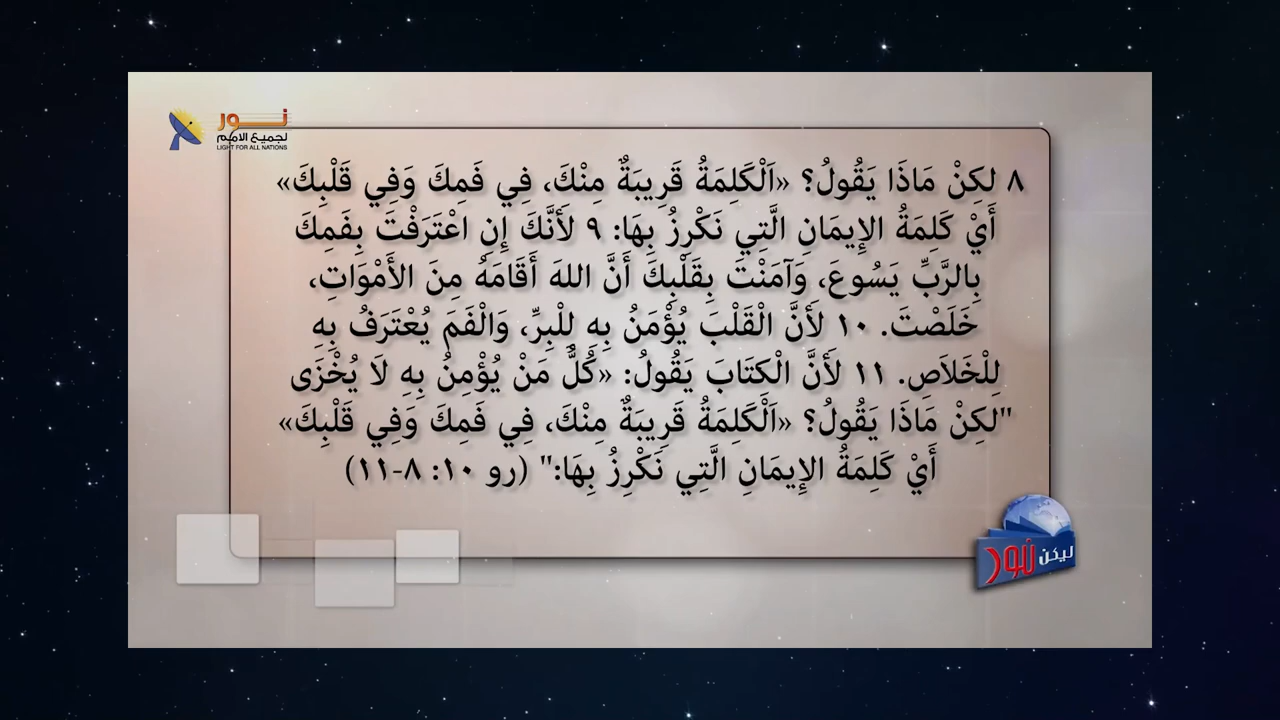 نور
لجميع الامم
LIGHT FOR ALL NATIONS
٨ لكِنْ مَاذَا يَقُولُ؟ «اَلْكَلِمَةُ قَرِيبَةٌ مِنْكَ، فِي فَمِكَ وَفِي قَلْبِكَ»
أَيْ كَلِمَةُ الإِيمَانِ الَّتِي نَكْرِزُ بِهَا: ٩ لأَنَّكَ إِنِ اعْتَرَفْتَ بِفَمِكَ
بِالرَّبِّ يَسُوعَ، وَآمَنْتَ بِقَلْبِكَ أَنَّ اللهَ أَقَامَهُ مِنَ الأَمْوَاتِ،
خَلَصْتَ. ١٠ لأَنَّ الْقَلْبَ يُؤْمَنُ بِهِ لِلْبِرِّ، وَالْفَمَ يُعْتَرَفُ بِهِ
لِلْخَلاَصِ. ١١ لأَنَّ الْكِتَابَ يَقُولُ: «كُلُّ مَنْ يُؤْمِنُ بِهِ لاَ يُخْزَى
"لكِنْ مَاذَا يَقُولُ؟ «اَلْكَلِمَةُ قَرِيبَةٌ مِنْكَ، فِي فَمِكَ وَفِي قَلْبِكَ»
أَيْ كَلِمَةُ الإِيمَانِ الَّتِي نَكْرِزُ بِهَا:" (رو ١٠: ٨-١١)
ليكن نور